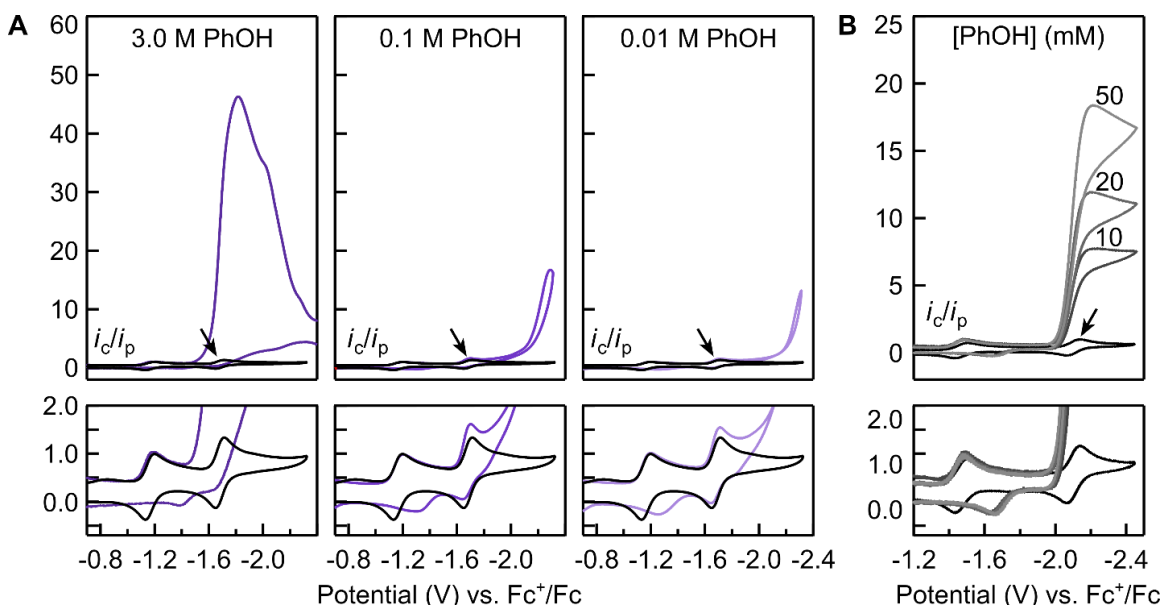 A
3.0 M PhOH
0.1 M PhOH
0.01 M PhOH
60
50
40
30
20
10
0
ic/ip
ic/ip
ic/ip
2.0
1.0
0.0
-0.8 -1.2 -1.6 -2.0
-0.8 -1.2 -1.6 -2.0
-0.8 -1.2 -1.6 -2.0 -2.4
Potential (V) vs. Fc+/Fc
B
[PhOH] (mM)
25
20
15
10
5
0
50
20
10
ic/ip
2.0
1.0
0.0
-1.2 -1.6 -2.0 -2.4
Potential (V) vs. Fc+/Fc